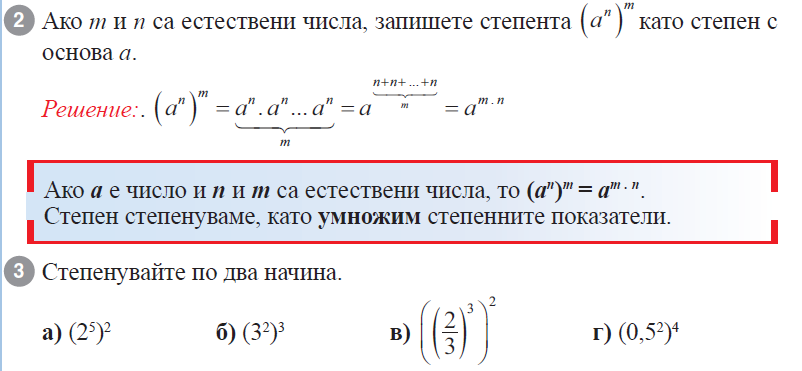 2 Ако m и n са естествени числа, запишете степента (aⁿ)ᵐ като степен с
основа a.
Решение:. (aⁿ)ᵐ = aⁿ . aⁿ ... aⁿ (m) = a^(n+n+ ... +n (m)) = a^(m . n)
Ако a е число и n и m са естествени числа, то (aⁿ)ᵐ = a^(m . n).
Степен степенуваме, като умножим степенните показатели.
3 Степенувайте по два начина.
а) (2⁵)² б) (3²)³ в) ((2/3)³)² г) (0,5²)⁴